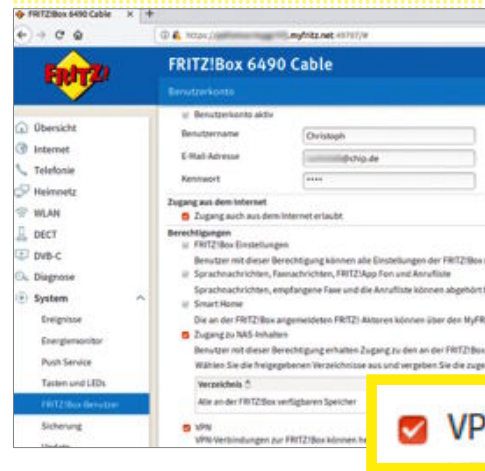 FRITZ!Box 6490 Cable
myfritz.net
FRITZ!
FRITZ!Box 6490 Cable
Benutzerkonto
Übersicht
Internet
Telefonie
Heimnetz
WLAN
DECT
DVB-C
Diagnose
System
Ereignisse
Energiemonitor
Push Service
Tasten und LEDs
FRITZ!Box-Benutzer
Sicherung
Update
Benutzerkonto aktiv
Benutzername
Christoph
E-Mail-Adresse
@chip.de
Kennwort
****
Zugang aus dem Internet
Zugang auch aus dem Internet erlaubt
Berechtigungen
FRITZ!Box Einstellungen
Benutzer mit dieser Berechtigung können alle Einstellungen der FRITZ!Box
Sprachnachrichten, Faxnachrichten, FRITZ!App Fon und Anrufliste
Sprachnachrichten, empfangene Faxe und die Anrufliste können abgehört
Smart Home
Die an der FRITZ!Box angemeldeten FRITZ! Aktoren können über den MyFR
Zugang zu NAS-Inhalten
Benutzer mit dieser Berechtigung erhalten Zugang zu den an der FRITZ!Box
Wählen Sie die freigegebenen Verzeichnisse aus und vergeben Sie die zuge
Verzeichnis
Alle an der FRITZ!Box verfügbaren Speicher
VPN
VPN-Verbindungen zur FRITZ!Box können he
VP